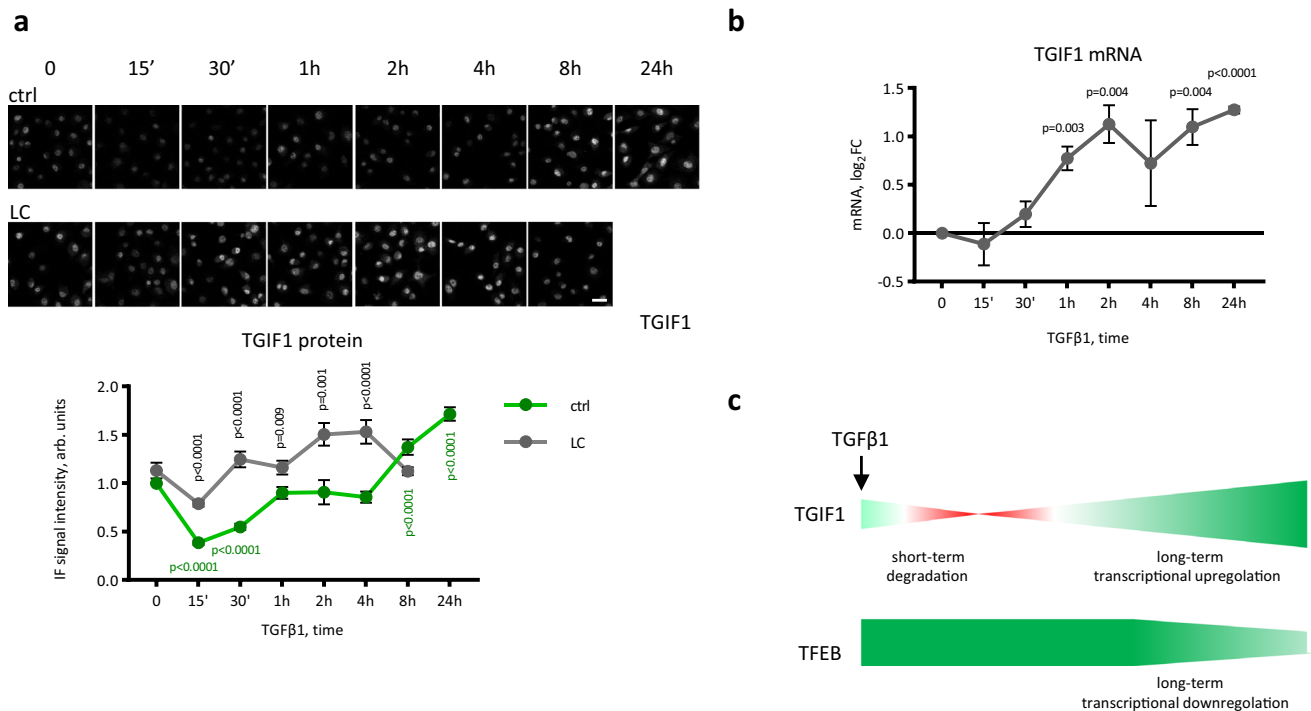 a
0 15' 30' 1h 2h 4h 8h 24h
ctrl
LC
TGIF1
TGIF1 protein
IF signal intensity, arb. units
2.0
1.5
1.0
0.5
0.0
p<0.0001
p<0.0001
p=0.009
p=0.001
p<0.0001
p<0.0001
p<0.0001
p<0.0001
p<0.0001
0 15' 30' 1h 2h 4h 8h 24h
TGFβ1, time
ctrl
LC
b
TGIF1 mRNA
mRNA, log₂FC
1.5
1.0
0.5
0.0
-0.5
p=0.003
p=0.004
p=0.004
p<0.0001
0 15' 30' 1h 2h 4h 8h 24h
TGFβ1, time
c
TGFβ1
TGIF1
short-term
degradation
long-term
transcriptional upregolation
TFEB
long-term
transcriptional downregolation